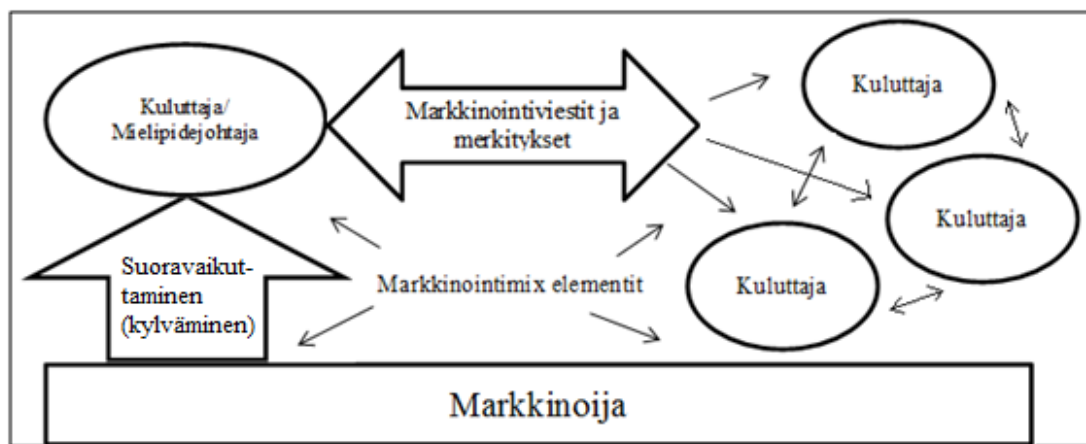 Kuluttaja/
Mielipidejohtaja
Markkinointiviestit ja
merkitykset
Kuluttaja
Kuluttaja
Kuluttaja
Suoravaikut-
taminen
(kylväminen)
Markkinointimix elementit
Markkinoija